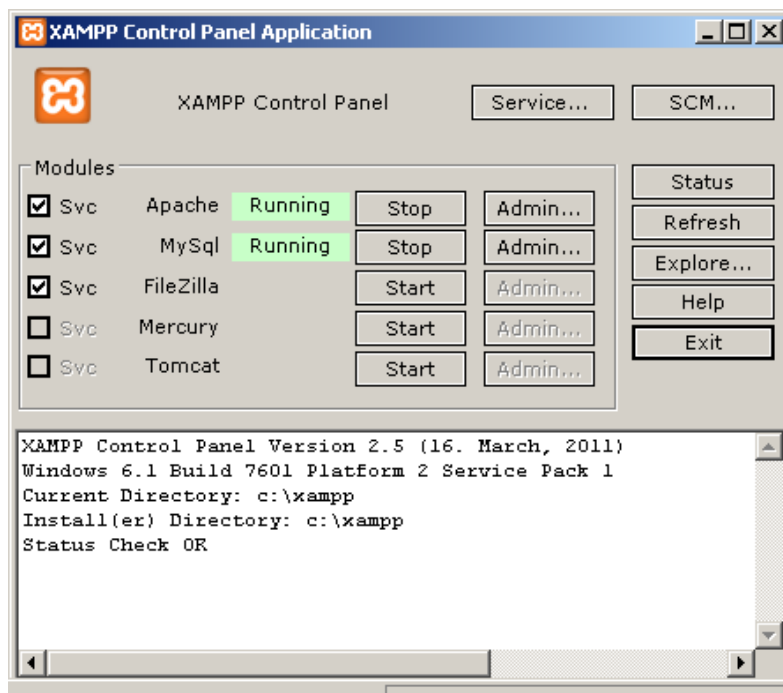 XAMPP Control Panel Application
XAMPP Control Panel Service... SCM...
Modules
Status
Svc Apache Running Stop Admin...
Refresh
Svc MySql Running Stop Admin...
Explore...
Svc FileZilla Start Admin...
Help
Svc Mercury Start Admin...
Exit
Svc Tomcat Start Admin...
XAMPP Control Panel Version 2.5 (16. March, 2011)
Windows 6.1 Build 7601 Platform 2 Service Pack 1
Current Directory: c:\xampp
Install(er) Directory: c:\xampp
Status Check OK